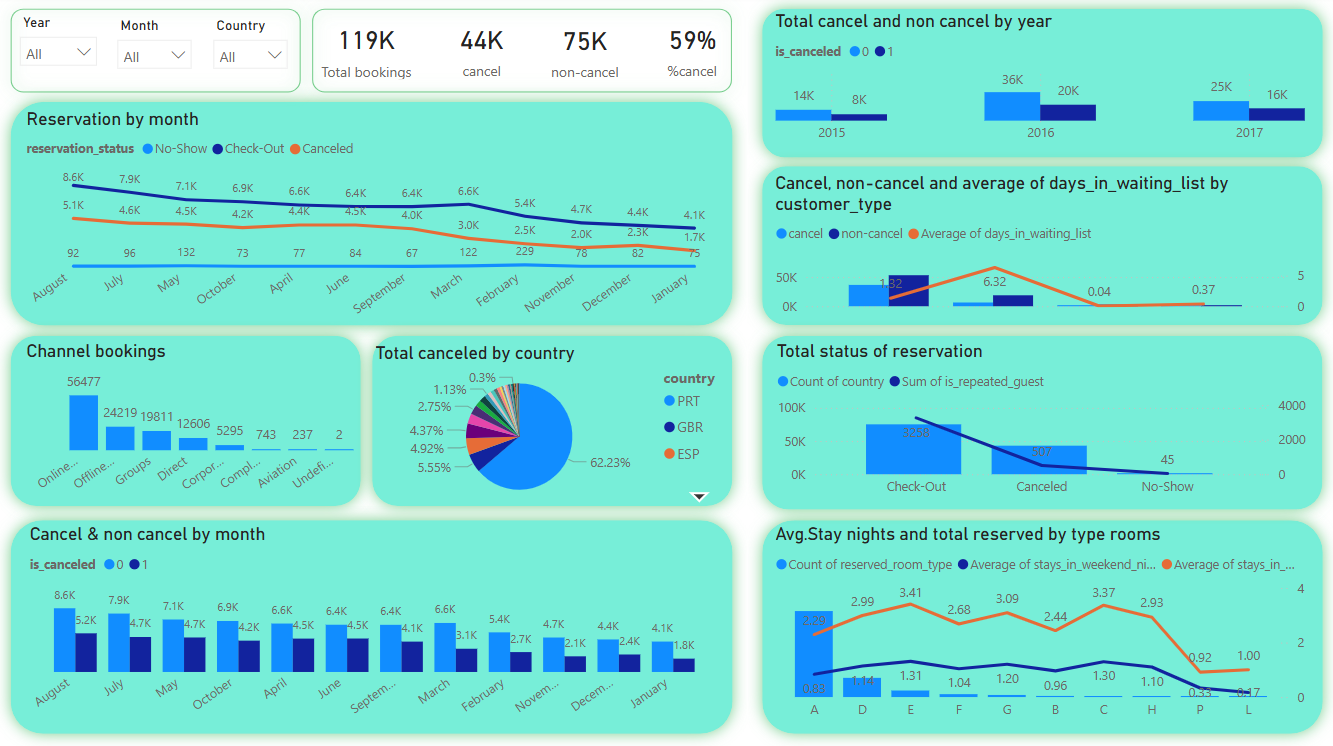 Year
Month
Country
All
All
All
119K
44K
75K
59%
Total bookings
cancel
non-cancel
%cancel
Reservation by month
reservation_status No-Show Check-Out Canceled
8.6K 7.9K 7.1K 6.9K 6.6K 6.4K 6.4K 6.6K 5.4K 4.7K 4.4K 4.1K
5.1K 4.6K 4.5K 4.2K 4.4K 4.5K 4.0K 3.0K 2.5K 2.0K 2.3K 1.7K
92 96 132 73 77 84 67 122 229 78 82 75
August July May October April June September March February November December January
Channel bookings
56477 24219 19811 12606 5295 743 237 2
Online... Offline... Groups Direct Corpor... Compl... Aviation Undefi...
Total canceled by country
0.3%
1.13%
2.75%
4.37%
4.92%
5.55%
62.23%
country
PRT
GBR
ESP
Cancel & non cancel by month
is_canceled 0 1
8.6K 7.9K 7.1K 6.9K 6.6K 6.4K 6.4K 6.6K 5.4K 4.7K 4.4K 4.1K
5.2K 4.7K 4.7K 4.2K 4.5K 4.5K 4.1K 3.1K 2.7K 2.1K 2.4K 1.8K
August July May October April June Septem... March February Novem... Decem... January
Total cancel and non cancel by year
is_canceled 0 1
14K 8K 36K 20K 25K 16K
2015 2016 2017
Cancel, non-cancel and average of days_in_waiting_list by
customer_type
cancel non-cancel Average of days_in_waiting_list
50K
0K
1.32 6.32 0.04 0.37
5
0
Total status of reservation
Count of country Sum of is_repeated_guest
100K
50K
0K
3258 507 45
4000
2000
0
Check-Out Canceled No-Show
Avg.Stay nights and total reserved by type rooms
Count of reserved_room_type Average of stays_in_weekend_ni... Average of stays_in_...
4
2
0
2.29 2.99 3.41 2.68 3.09 2.44 3.37 2.93 0.92 1.00
0.83 1.14 1.31 1.04 1.20 0.96 1.30 1.10 0.33 0.17
A D E F G B C H P L